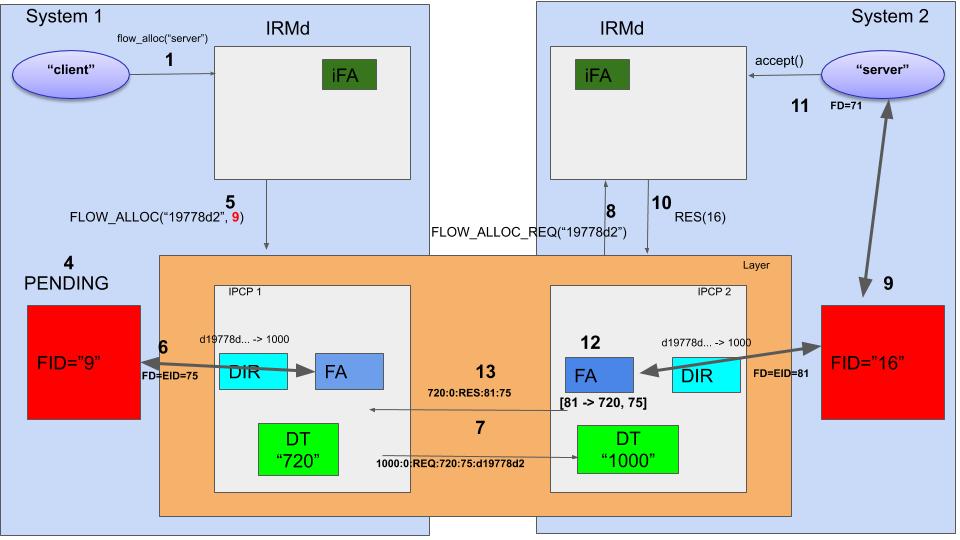 System 1
IRMd
flow_alloc(“server”)
1
“client”
iFA
IRMd
System 2
iFA
accept()
“server”
11
FD=71
5
FLOW_ALLOC(“19778d2”, 9)
8
10
RES(16)
FLOW_ALLOC_REQ(“19778d2”)
4
PENDING
Layer
9
IPCP 1
IPCP 2
FID=”9”
6
d19778d... -> 1000
DIR
FA
FD=EID=75
12
d19778d... -> 1000
FA
DIR
FD=EID=81
FID=”16”
13
720:0:RES:81:75
[81 -> 720, 75]
7
DT
“720”
1000:0:REQ:720:75:d19778d2
DT
“1000”